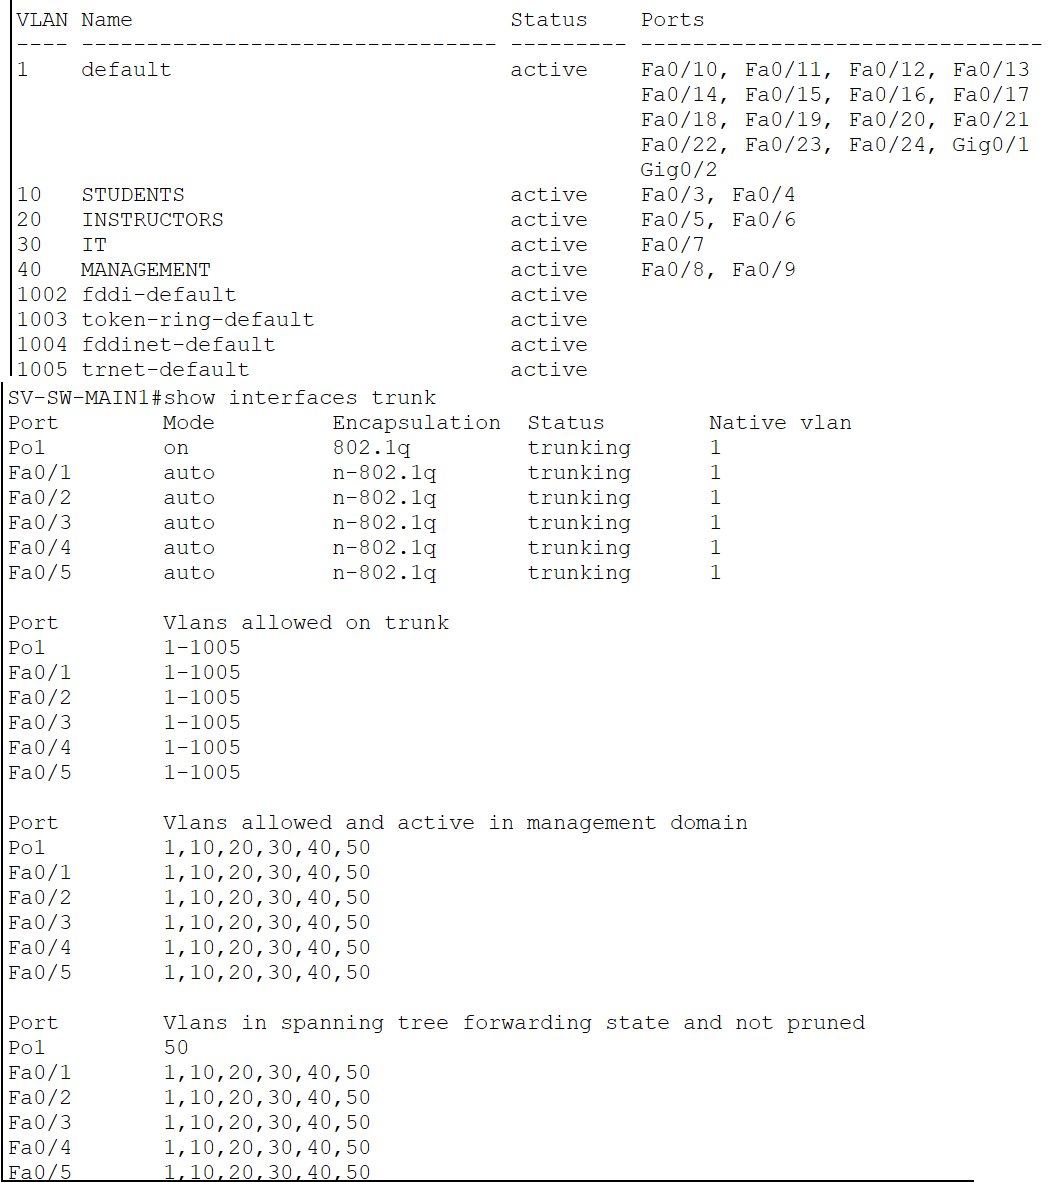 VLAN Name                             Status    Ports
---- -------------------------------- --------- -------------------------------
1    default                          active    Fa0/10, Fa0/11, Fa0/12, Fa0/13
                                                Fa0/14, Fa0/15, Fa0/16, Fa0/17
                                                Fa0/18, Fa0/19, Fa0/20, Fa0/21
                                                Fa0/22, Fa0/23, Fa0/24, Gig0/1
                                                Gig0/2
10   STUDENTS                         active    Fa0/3, Fa0/4
20   INSTRUCTORS                      active    Fa0/5, Fa0/6
30   IT                               active    Fa0/7
40   MANAGEMENT                       active    Fa0/8, Fa0/9
1002 fddi-default                     active
1003 token-ring-default               active
1004 fddinet-default                  active
1005 trnet-default                    active
SV-SW-MAIN1#show interfaces trunk
Port        Mode         Encapsulation  Status        Native vlan
Po1         on           802.1q         trunking      1
Fa0/1       auto         n-802.1q       trunking      1
Fa0/2       auto         n-802.1q       trunking      1
Fa0/3       auto         n-802.1q       trunking      1
Fa0/4       auto         n-802.1q       trunking      1
Fa0/5       auto         n-802.1q       trunking      1

Port        Vlans allowed on trunk
Po1         1-1005
Fa0/1       1-1005
Fa0/2       1-1005
Fa0/3       1-1005
Fa0/4       1-1005
Fa0/5       1-1005

Port        Vlans allowed and active in management domain
Po1         1,10,20,30,40,50
Fa0/1       1,10,20,30,40,50
Fa0/2       1,10,20,30,40,50
Fa0/3       1,10,20,30,40,50
Fa0/4       1,10,20,30,40,50
Fa0/5       1,10,20,30,40,50

Port        Vlans in spanning tree forwarding state and not pruned
Po1         50
Fa0/1       1,10,20,30,40,50
Fa0/2       1,10,20,30,40,50
Fa0/3       1,10,20,30,40,50
Fa0/4       1,10,20,30,40,50
Fa0/5       1,10,20,30,40,50